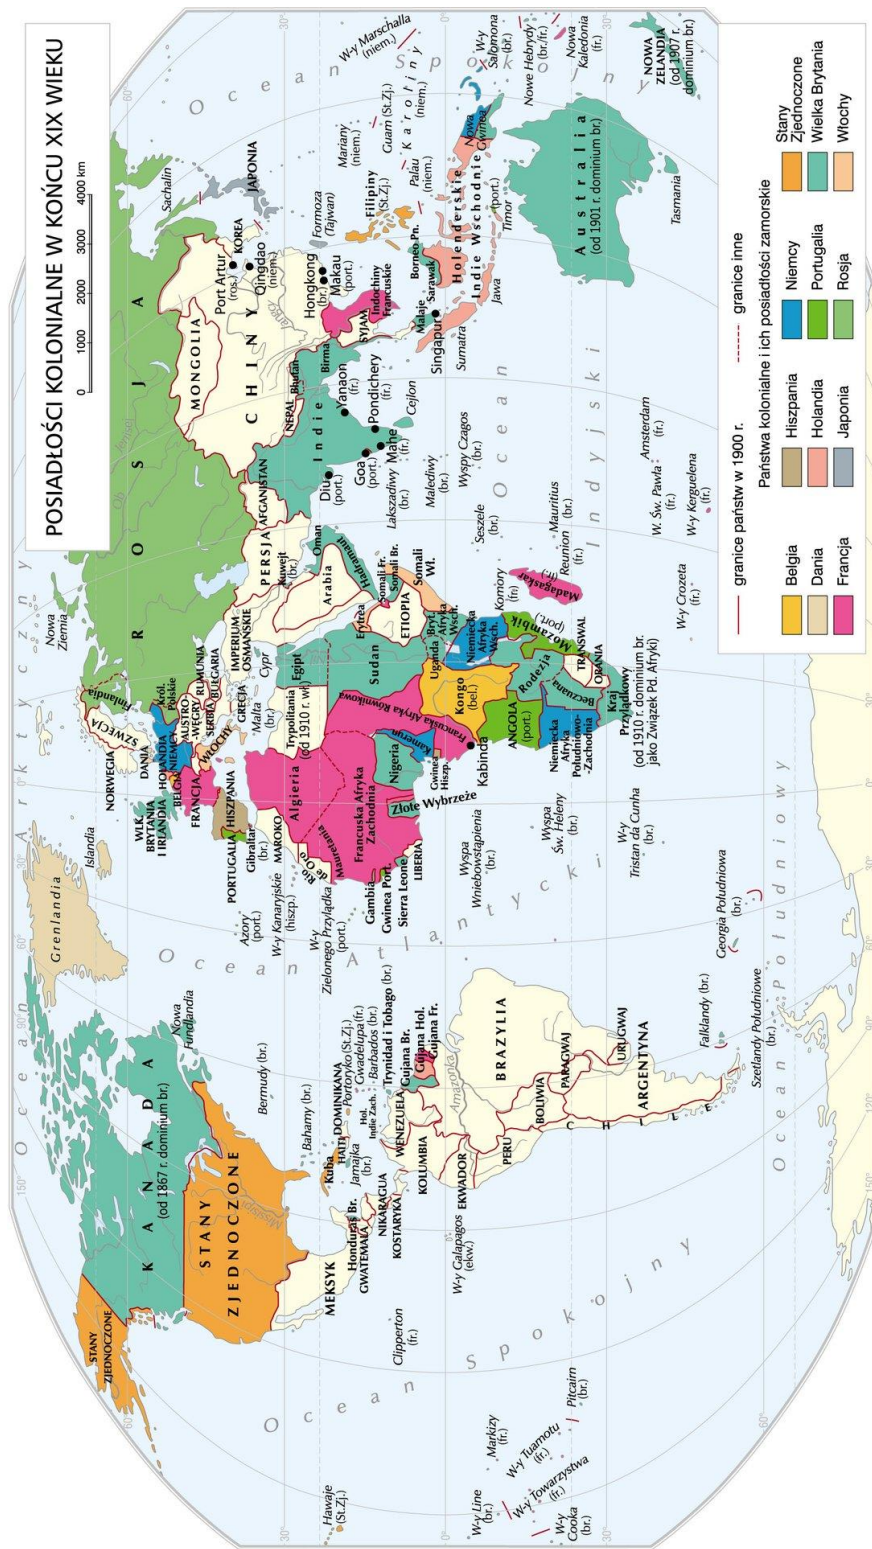 POSIADŁOŚCI KOLONIALNE W KOŃCU XIX WIEKU
0 1000 2000 3000 4000 km
Ocean Arktyczny
Ocean Spokojny
Ocean Spokojny
Ocean Atlantycki
Ocean Indyjski
Ocean Południowy
STANY
ZJEDNOCZONE
KANADA
(od 1867 r. dominium br.)
STANY
ZJEDNOCZONE
Missisipi
Nowa
Fundlandia
Grenlandia
Islandia
Hawaje
(St.Zj.)
MEKSYK
Bermudy (br.)
Bahamy (br.)
Kuba
HAITI
DOMINIKANA
Portoryko (St.Zj.)
Gwadelupa (fr.)
Barbados (br.)
Jamajka
(br.)
Hol.
Indie Zach.
Trynidad i Tobago (br.)
Honduras Br.
GWATEMALA
NIKARAGUA
KOSTARYKA
Clipperton
(fr.)
W-y Galapagos
(ekw.)
WENEZUELA
KOLUMBIA
EKWADOR
Gujana Br.
Gujana Hol.
Gujana Fr.
Amazonka
BRAZYLIA
PERU
BOLIWIA
PARAGWAJ
URUGWAJ
ARGENTYNA
CHILE
Falklandy (br.)
Georgia Południowa
(br.)
Szetlandy Południowe
(br.)
W-y Line
(br.)
Markizy
(fr.)
W-y Tuamotu
(fr.)
W-y Towarzystwa
(fr.)
W-y
Cooka
(br.)
Pitcairn
(br.)
NORWEGIA
SZWECJA
Finlandia
DANIA
HOLANDIA
NIEMCY
BELGIA
WLK.
BRYTANIA
I IRLANDIA
FRANCJA
HISZPANIA
PORTUGALIA
Gibraltar
(br.)
WŁOCHY
Król.
Polskie
AUSTRO
-WĘGRY
RUMUNIA
SERBIA
BUŁGARIA
GRECJA
Malta
(br.)
Cypr
IMPERIUM
OSMAŃSKIE
ROSJA
Nowa
Ziemia
Ob
Jenisej
Azory
(port.)
W-y Kanaryjskie
(hiszp.)
W-y
Zielonego Przylądka
(port.)
MAROKO
Rio
de Oro
Algieria
Mauretania
Francuska Afryka
Zachodnia
Trypolitania
(od 1910 r. wł.)
Egipt
Sudan
Gambia
Gwinea Port.
Sierra Leone
LIBERIA
Złote Wybrzeże
Nigeria
Kamerun
Gwinea
Hiszp.
Francuska Afryka Równikowa
Kabinda
Kongo
(bel.)
Uganda
Bryt.
Afryka
Wsch.
Niemiecka
Afryka
Wsch.
ETIOPIA
Erytrea
Somali Fr.
Somali Br.
Somali
Wł.
ANGOLA
(port.)
Rodezja
Mozambik
(port.)
Niemiecka
Afryka
Południowo-
-Zachodnia
Beczuana
TRANSWAL
ORANIA
Kraj
Przylądkowy
(od 1910 r. dominium br.
jako Związek Pd. Afryki)
Madagaskar
(fr.)
Komory
(fr)
Wyspa
Wniebowstąpienia
(br.)
Wyspa
Św. Heleny
(br.)
W-y
Tristan da Cunha
(br.)
Arabia
Kuwejt
(br.)
Oman
Hadramaut
PERSJA
AFGANISTAN
Indie
NEPAL
Bhutan
Birma
Diu
(port.)
Goa
(port.)
Mahe
(fr.)
Pondichery
(fr.)
Yanaon
(fr.)
Cejlon
Lakszadiwy
(br.)
Malediwy
(br.)
Wyspy Czagos
(br.)
Seszele
(br.)
Mauritius
(br.)
Reunion
(fr.)
Amsterdam
(fr.)
W. Św. Pawła
(fr.)
W-y Kerguelena
(fr.)
W-y Crozeta
(fr.)
MONGOLIA
CHINY
Jangcy
Port Artur
(ros.)
Qingdao
(niem.)
KOREA
JAPONIA
Sachalin
Hongkong
(br.)
Makau
(port.)
Formoza
(Tajwan)
SYJAM
Indochiny
Francuskie
Malaje
Singapur
Sumatra
Jawa
Sarawak
Borneo Pn.
Holenderskie
Indie Wschodnie
Timor
(port.)
Filipiny
(St.Zj.)
Palau
(niem.)
Mariany
(niem.)
Guam (St.Zj.)
Karoliny
(niem.)
W-y Marschalla
(niem.)
Nowa
Gwinea
W-y
Salomona
(br.)
Nowe Hebrydy
(br./fr.)
Nowa
Kaledonia
(fr.)
Australia
(od 1901 r. dominium br.)
Tasmania
NOWA
ZELANDIA
(od 1907 r.
dominium br.)
granice państw w 1900 r.
granice inne
Państwa kolonialne i ich posiadłości zamorskie
Belgia
Dania
Francja
Hiszpania
Holandia
Japonia
Niemcy
Portugalia
Rosja
Stany
Zjednoczone
Wielka Brytania
Włochy